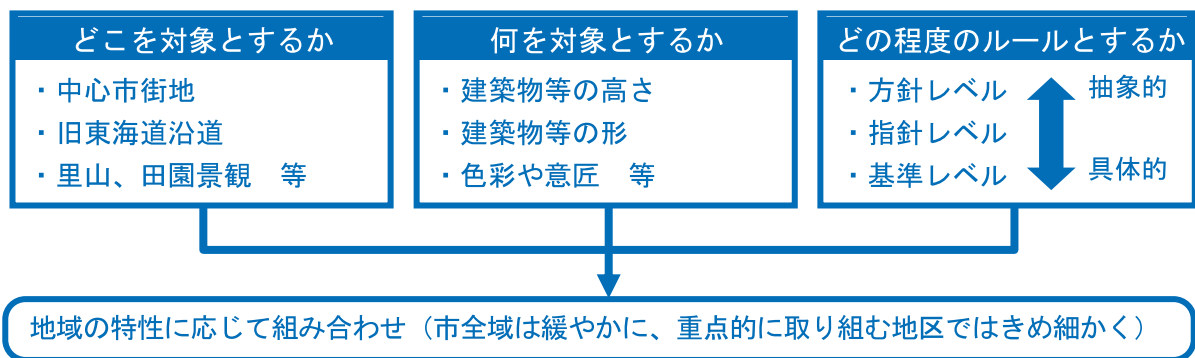 どこを対象とするか
・中心市街地
・旧東海道沿道
・里山、田園景観　等
何を対象とするか
・建築物等の高さ
・建築物等の形
・色彩や意匠　等
どの程度のルールとするか
・方針レベル
・指針レベル
・基準レベル
抽象的
具体的
地域の特性に応じて組み合わせ（市全域は緩やかに、重点的に取り組む地区ではきめ細かく）